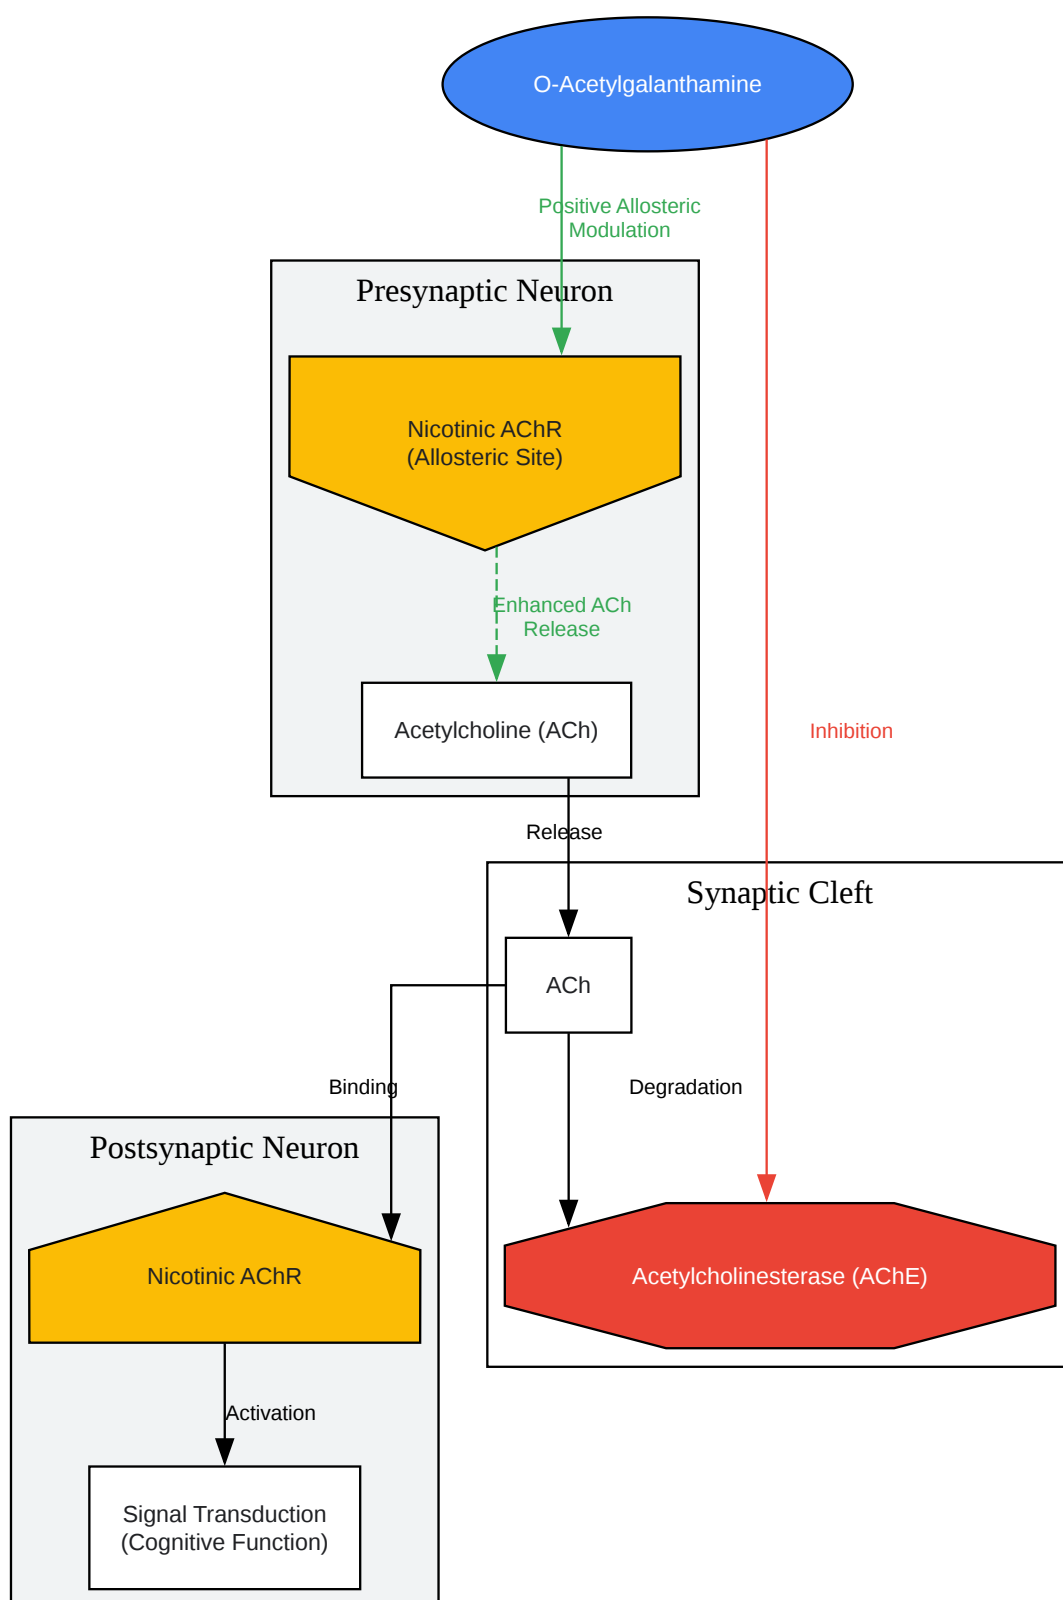 O-Acetylgalanthamine
Positive Allosteric
Modulation
Presynaptic Neuron
Nicotinic AChR
(Allosteric Site)
Enhanced ACh
Release
Acetylcholine (ACh)
Inhibition
Release
Synaptic Cleft
ACh
Binding
Degradation
Postsynaptic Neuron
Nicotinic AChR
Acetylcholinesterase (AChE)
Activation
Signal Transduction
(Cognitive Function)